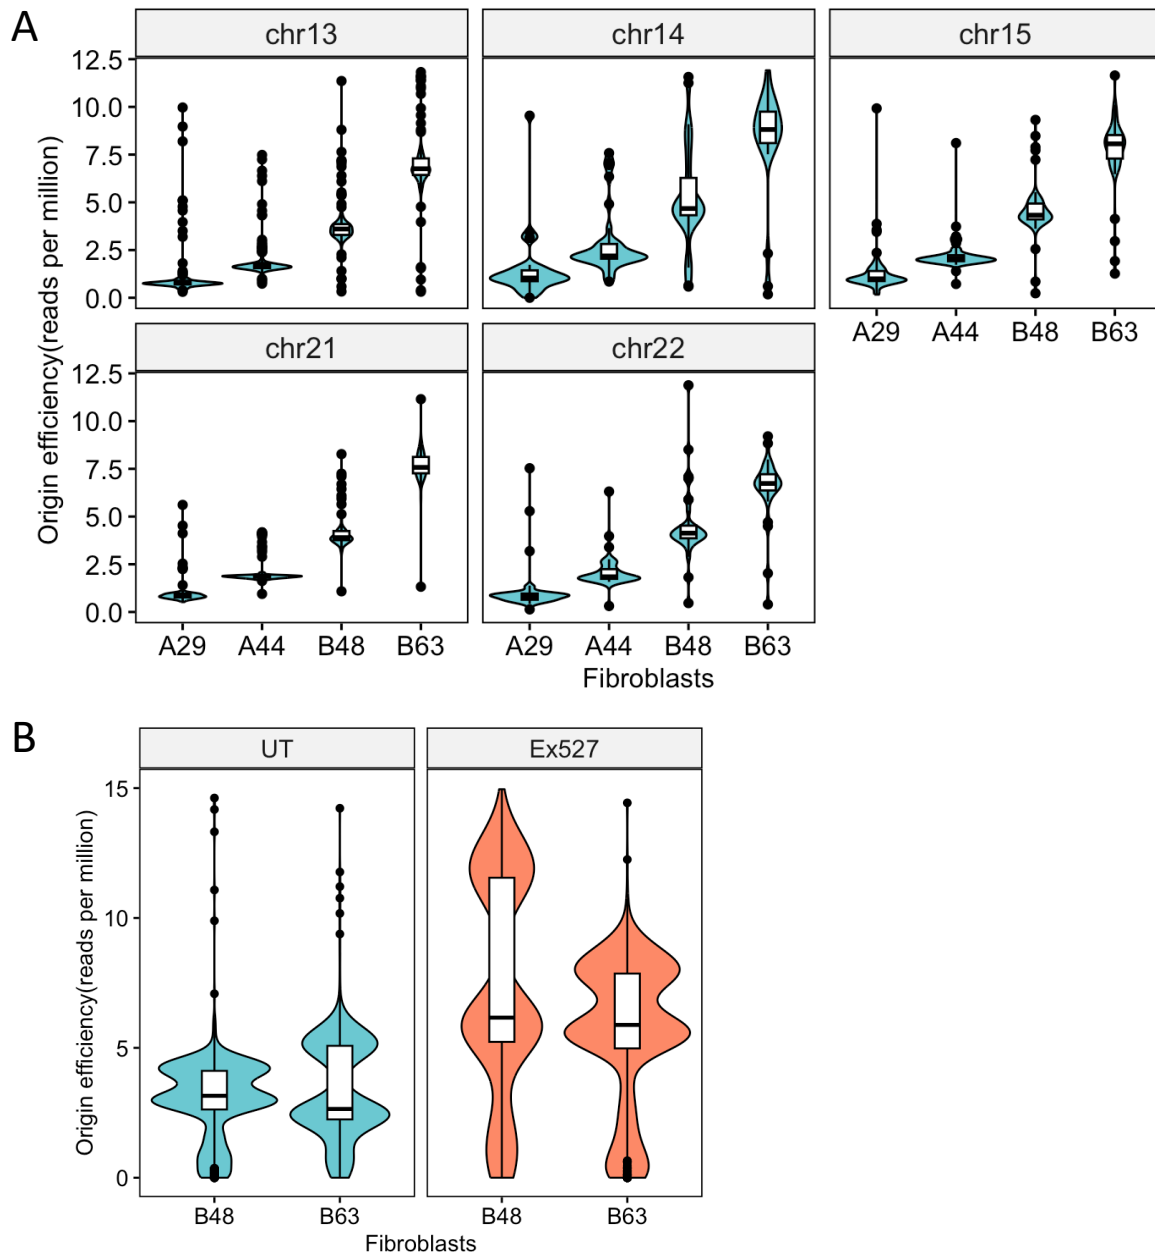 A
chr13
chr14
chr15
Origin efficiency(reads per million)
12.5
10.0
7.5
5.0
2.5
0.0
A29 A44 B48 B63
chr21
chr22
12.5
10.0
7.5
5.0
2.5
0.0
A29 A44 B48 B63
A29 A44 B48 B63
Fibroblasts
B
UT
Ex527
Origin efficiency(reads per million)
15
10
5
0
B48 B63
B48 B63
Fibroblasts